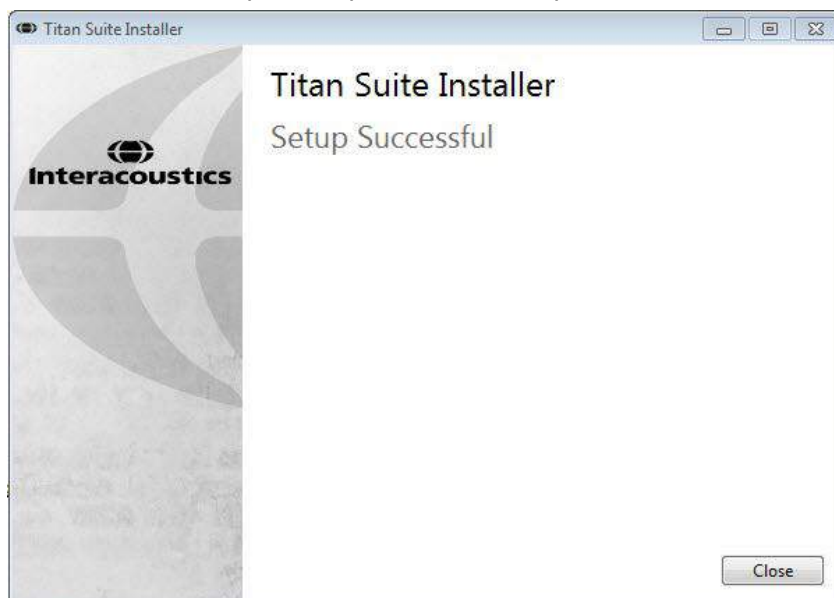 Titan Suite Installer
Titan Suite Installer
Setup Successful
Interacoustics
Close